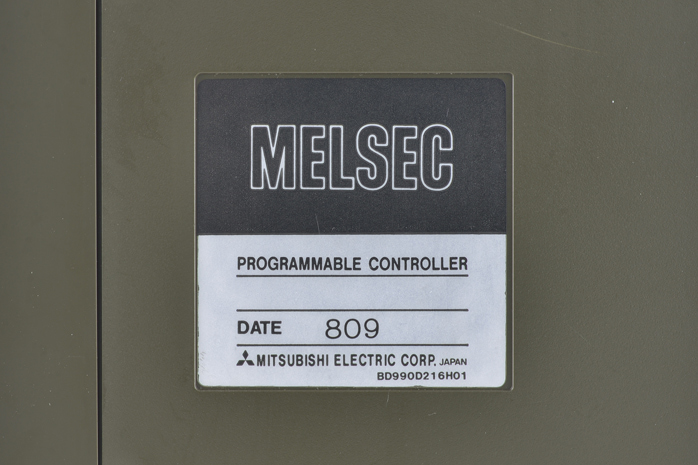 MELSEC
PROGRAMMABLE CONTROLLER
DATE 809
MITSUBISHI ELECTRIC CORP. JAPAN
BD990D216H01